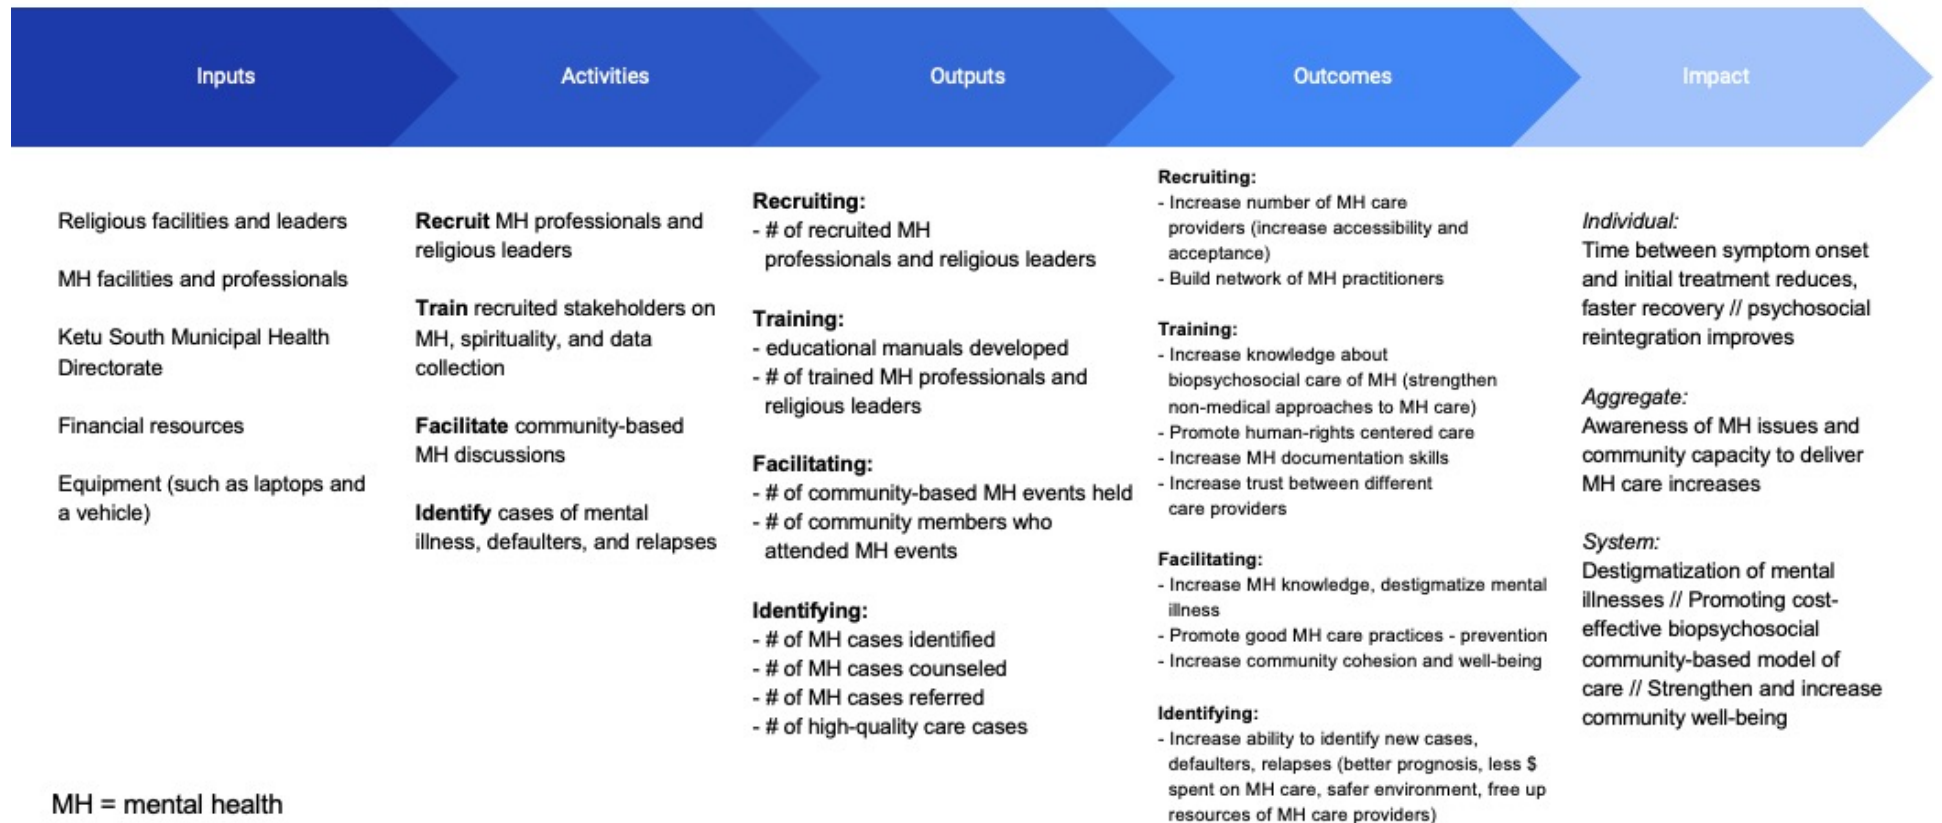 Inputs
Activities
Outputs
Outcomes
Impact
Religious facilities and leaders
MH facilities and professionals
Ketu South Municipal Health
Directorate
Financial resources
Equipment (such as laptops and
a vehicle)
Recruit MH professionals and
religious leaders
Train recruited stakeholders on
MH, spirituality, and data
collection
Facilitate community-based
MH discussions
Identify cases of mental
illness, defaulters, and relapses
Recruiting:
- # of recruited MH
professionals and religious leaders
Training:
- educational manuals developed
- # of trained MH professionals and
religious leaders
Facilitating:
- # of community-based MH events held
- # of community members who
attended MH events
Identifying:
- # of MH cases identified
- # of MH cases counseled
- # of MH cases referred
- # of high-quality care cases
Recruiting:
- Increase number of MH care
providers (increase accessibility and
acceptance)
- Build network of MH practitioners
Training:
- Increase knowledge about
biopsychosocial care of MH (strengthen
non-medical approaches to MH care)
- Promote human-rights centered care
- Increase MH documentation skills
- Increase trust between different
care providers
Facilitating:
- Increase MH knowledge, destigmatize mental
illness
- Promote good MH care practices - prevention
- Increase community cohesion and well-being
Identifying:
- Increase ability to identify new cases,
defaulters, relapses (better prognosis, less $
spent on MH care, safer environment, free up
resources of MH care providers)
Individual:
Time between symptom onset
and initial treatment reduces,
faster recovery // psychosocial
reintegration improves
Aggregate:
Awareness of MH issues and
community capacity to deliver
MH care increases
System:
Destigmatization of mental
illnesses // Promoting cost-
effective biopsychosocial
community-based model of
care // Strengthen and increase
community well-being
MH = mental health